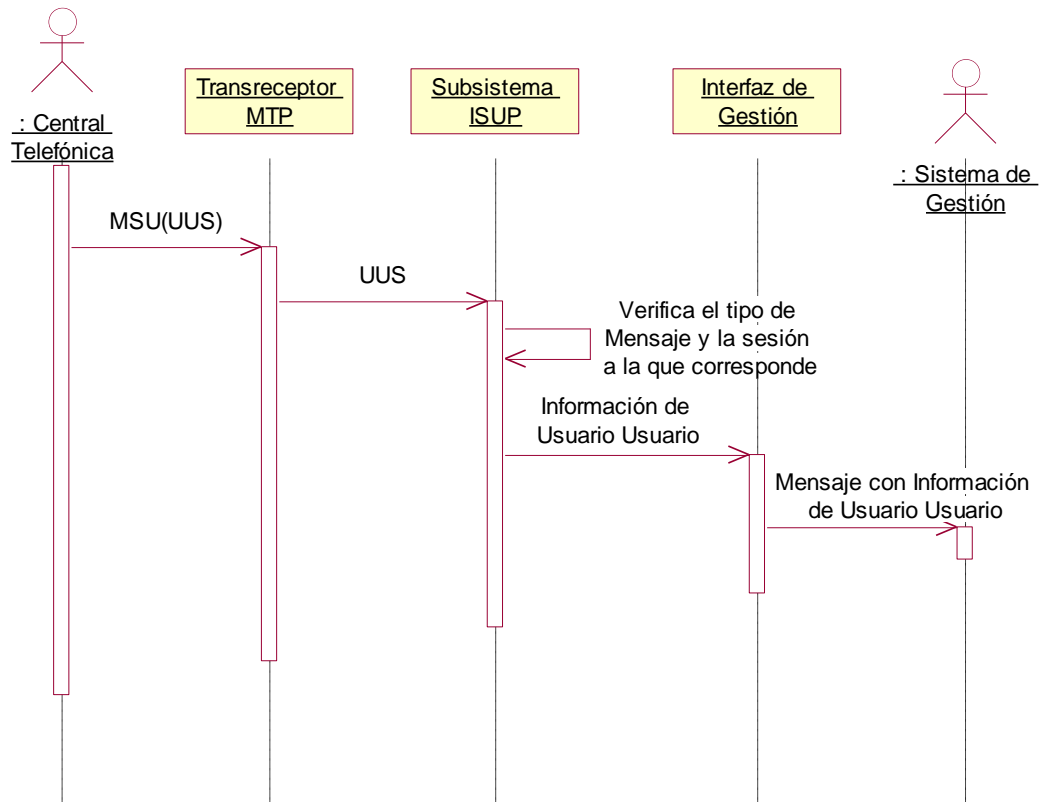 : Central
Telefónica
Transreceptor
MTP
Subsistema
ISUP
Interfaz de
Gestión
: Sistema de
Gestión
MSU(UUS)
UUS
Verifica el tipo de
Mensaje y la sesión
a la que corresponde
Información de
Usuario Usuario
Mensaje con Información
de Usuario Usuario